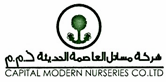 شركة مشاتل العاصمة الحديثة ذ.م.م
CAPITAL MODERN NURSERIES CO.LTD.